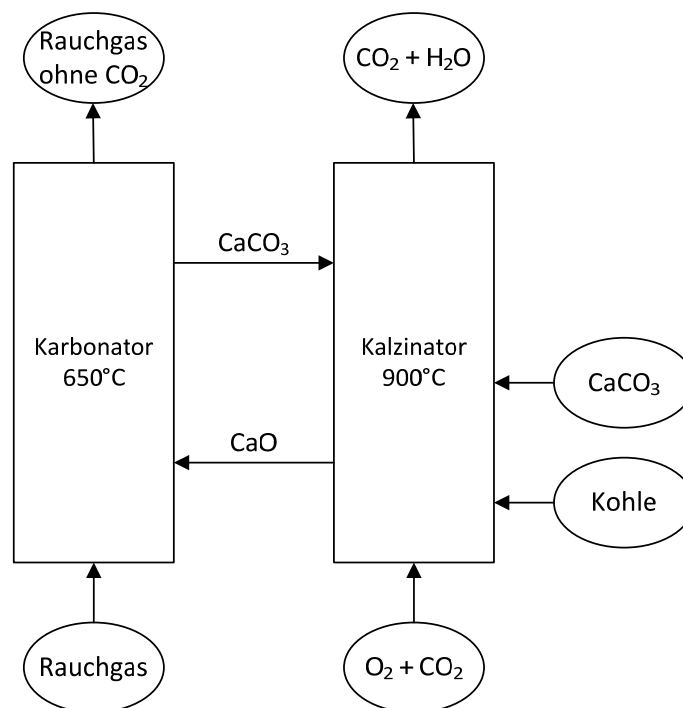 Rauchgas
ohne CO₂
CO₂ + H₂O
CaCO₃
Karbonator
650°C
Kalzinator
900°C
CaCO₃
CaO
Kohle
Rauchgas
O₂ + CO₂